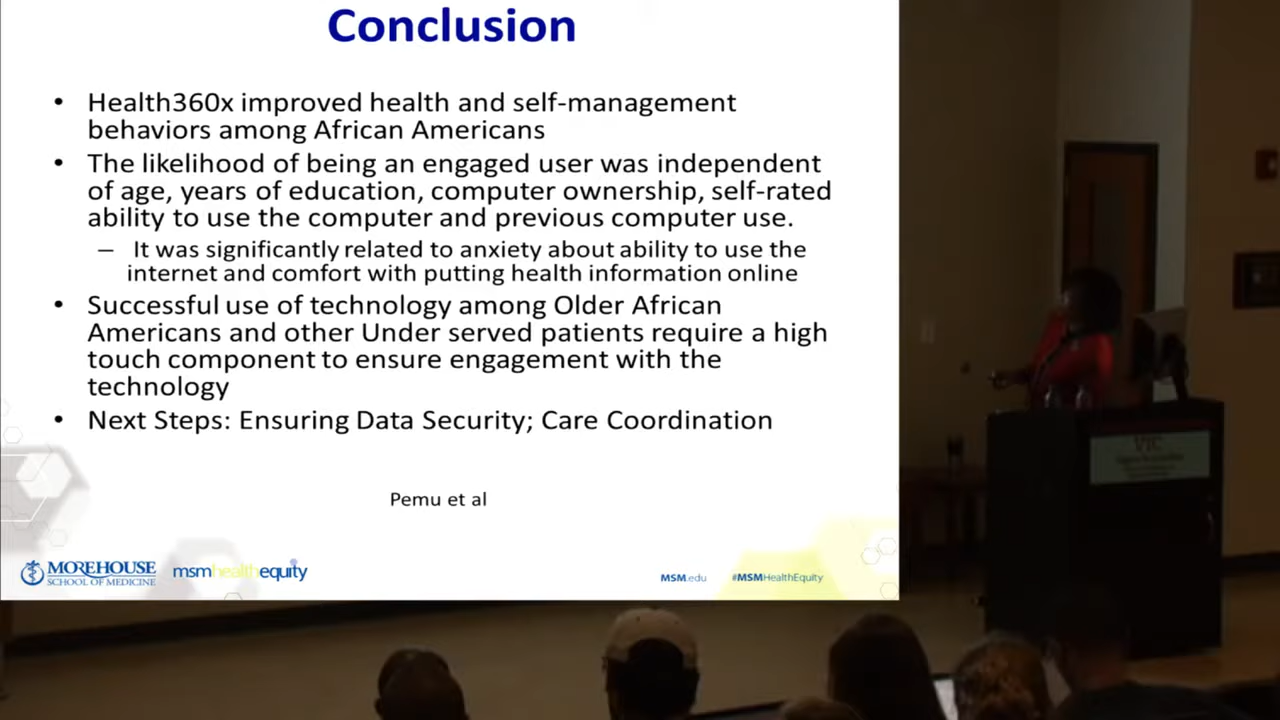 Conclusion
• Health360x improved health and self-management
behaviors among African Americans
• The likelihood of being an engaged user was independent
of age, years of education, computer ownership, self-rated
ability to use the computer and previous computer use.
– It was significantly related to anxiety about ability to use the
internet and comfort with putting health information online
• Successful use of technology among Older African
Americans and other Under served patients require a high
touch component to ensure engagement with the
technology
• Next Steps: Ensuring Data Security; Care Coordination
Pemu et al
MOREHOUSE
SCHOOL OF MEDICINE
msmhealthequity
MSM.edu
#MSMHealthEquity